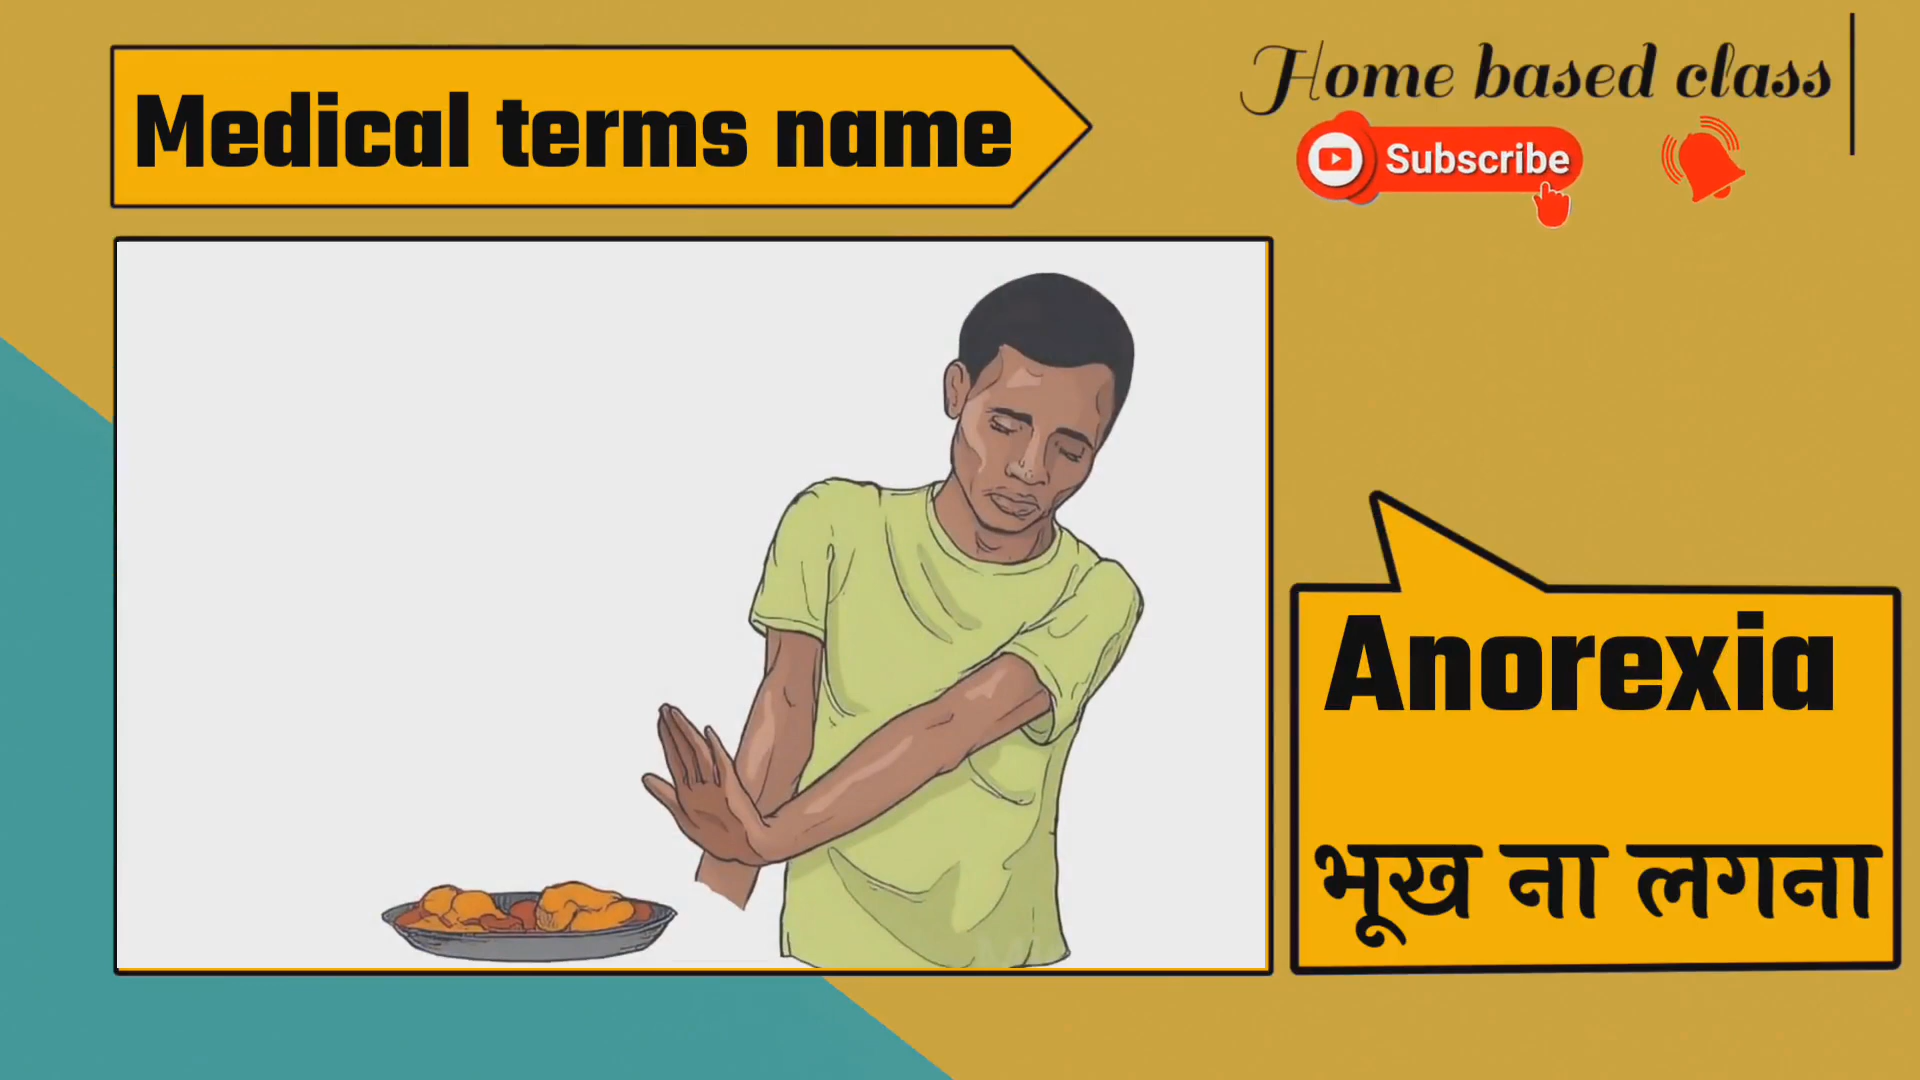 Medical terms name
Home based class
Subscribe
Anorexia
भूख ना लगना